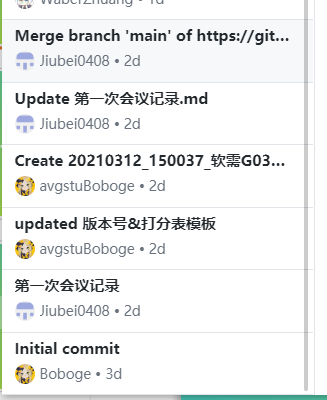 WaberZhuang • 1d
Merge branch 'main' of https://git...
Jiubei0408 • 2d
Update 第一次会议记录.md
Jiubei0408 • 2d
Create 20210312_150037_软需G03...
avgstuBoboge • 2d
updated 版本号&打分表模板
avgstuBoboge • 2d
第一次会议记录
Jiubei0408 • 2d
Initial commit
Boboge • 3d